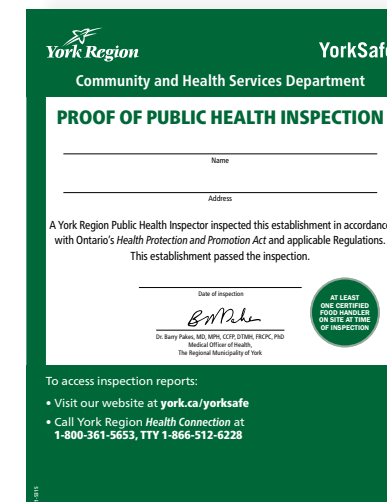 York Region
YorkSafe
Community and Health Services Department
PROOF OF PUBLIC HEALTH INSPECTION
Name
Address
A York Region Public Health Inspector inspected this establishment in accordance
with Ontario's Health Protection and Promotion Act and applicable Regulations.
This establishment passed the inspection.
Date of inspection
AT LEAST
ONE CERTIFIED
FOOD HANDLER
ON SITE AT TIME
OF INSPECTION
Dr. Barry Pakes, MD, MPH, CCFP, DTMH, FRCPC, PhD
Medical Officer of Health,
The Regional Municipality of York
To access inspection reports:
• Visit our website at york.ca/yorksafe
• Call York Region Health Connection at
1-800-361-5653, TTY 1-866-512-6228